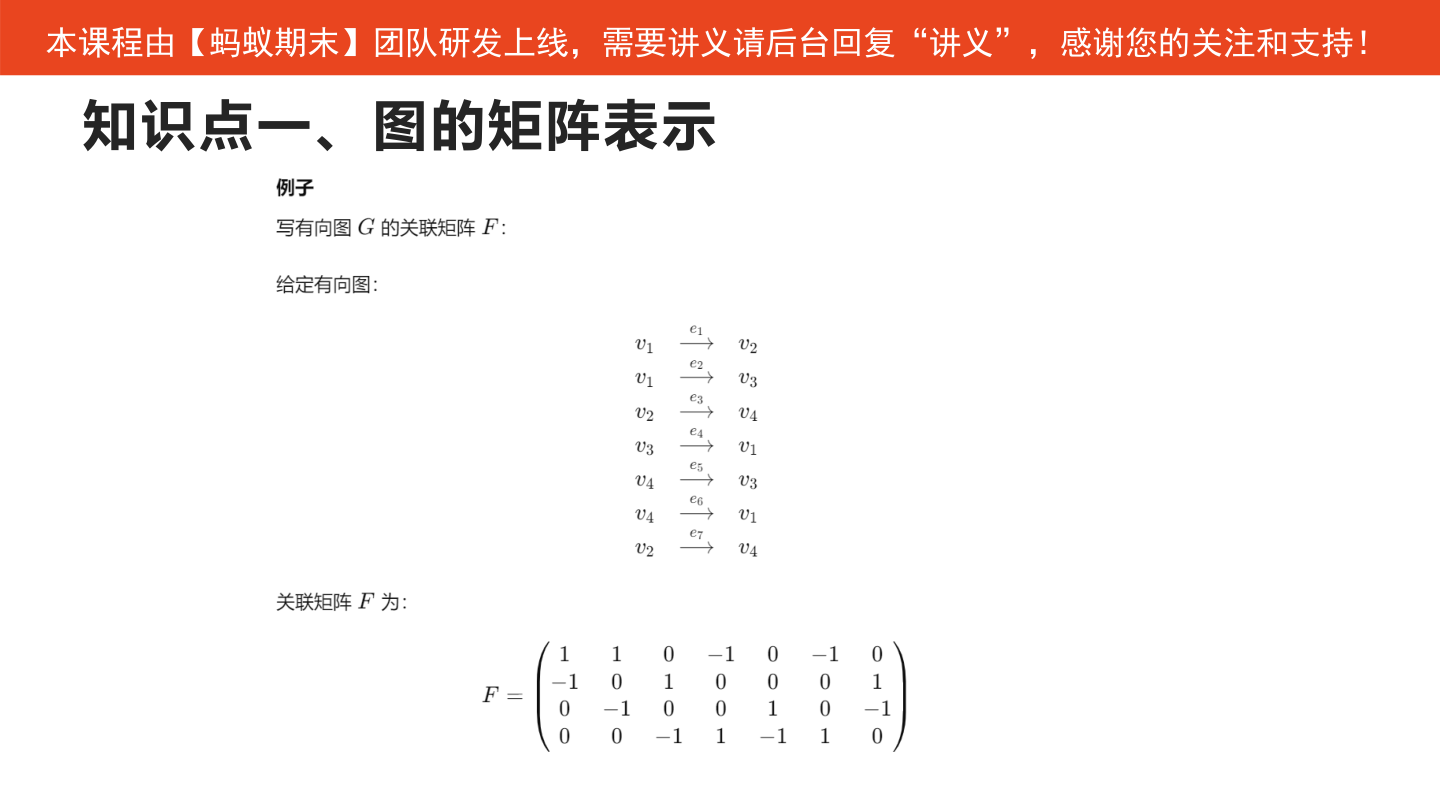 本课程由【蚂蚁期末】团队研发上线，需要讲义请后台回复“讲义”，感谢您的关注和支持！
知识点一、图的矩阵表示
例子
写有向图 G 的关联矩阵 F：
给定有向图：
v₁ —e₁→ v₂
v₁ —e₂→ v₃
v₂ —e₃→ v₄
v₃ —e₄→ v₁
v₄ —e₅→ v₃
v₄ —e₆→ v₁
v₂ —e₇→ v₄
关联矩阵 F 为：
1 1 0 −1 0 −1 0
−1 0 1 0 0 0 1
F =
0 −1 0 0 1 0 −1
0 0 −1 1 −1 1 0